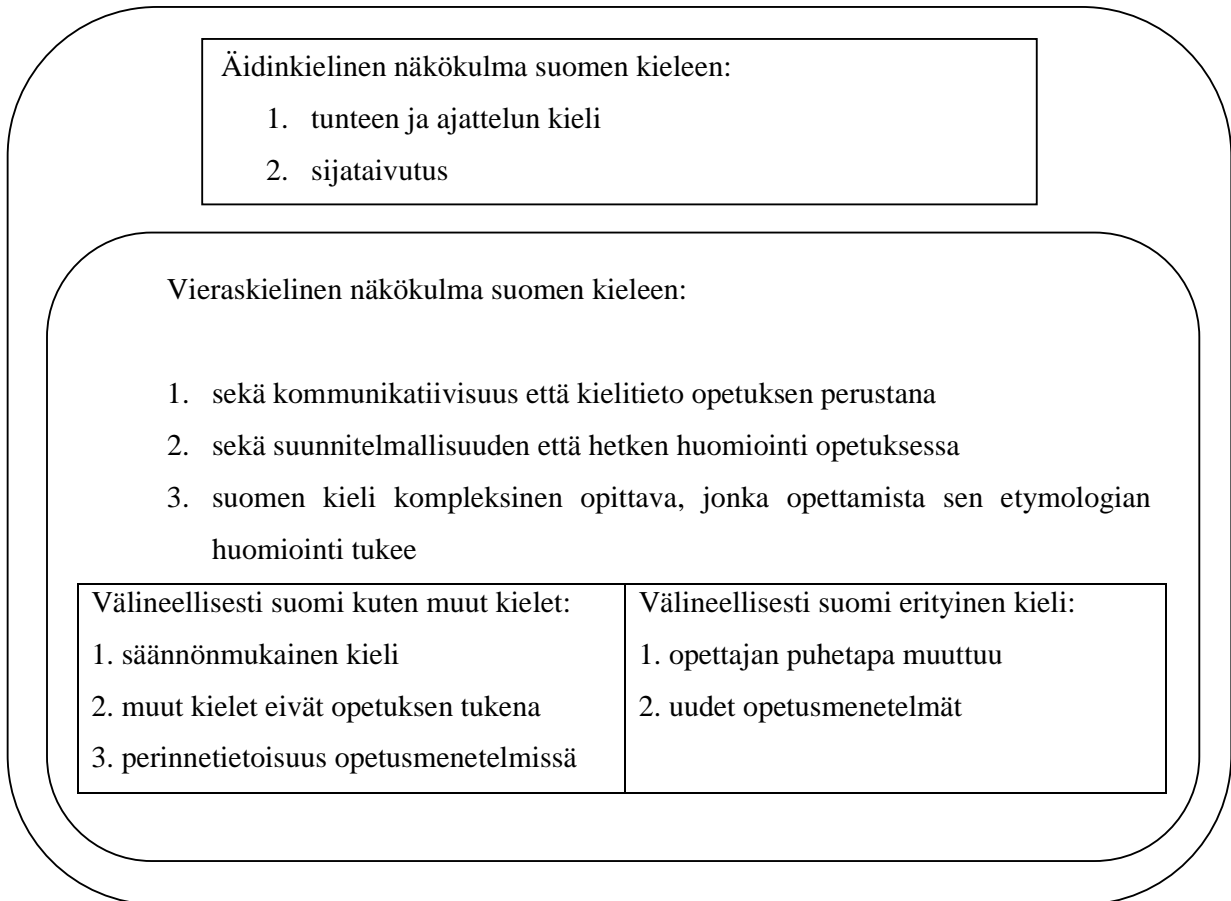 Äidinkielinen näkökulma suomen kieleen:
1. tunteen ja ajattelun kieli
2. sijataivutus
Vieraskielinen näkökulma suomen kieleen:
1. sekä kommunikatiivisuus että kielitieto opetuksen perustana
2. sekä suunnitelmallisuuden että hetken huomiointi opetuksessa
3. suomen kieli kompleksinen opittava, jonka opettamista sen etymologian
huomiointi tukee
Välineellisesti suomi kuten muut kielet:
1. säännönmukainen kieli
2. muut kielet eivät opetuksen tukena
3. perinnetietoisuus opetusmenetelmissä
Välineellisesti suomi erityinen kieli:
1. opettajan puhetapa muuttuu
2. uudet opetusmenetelmät